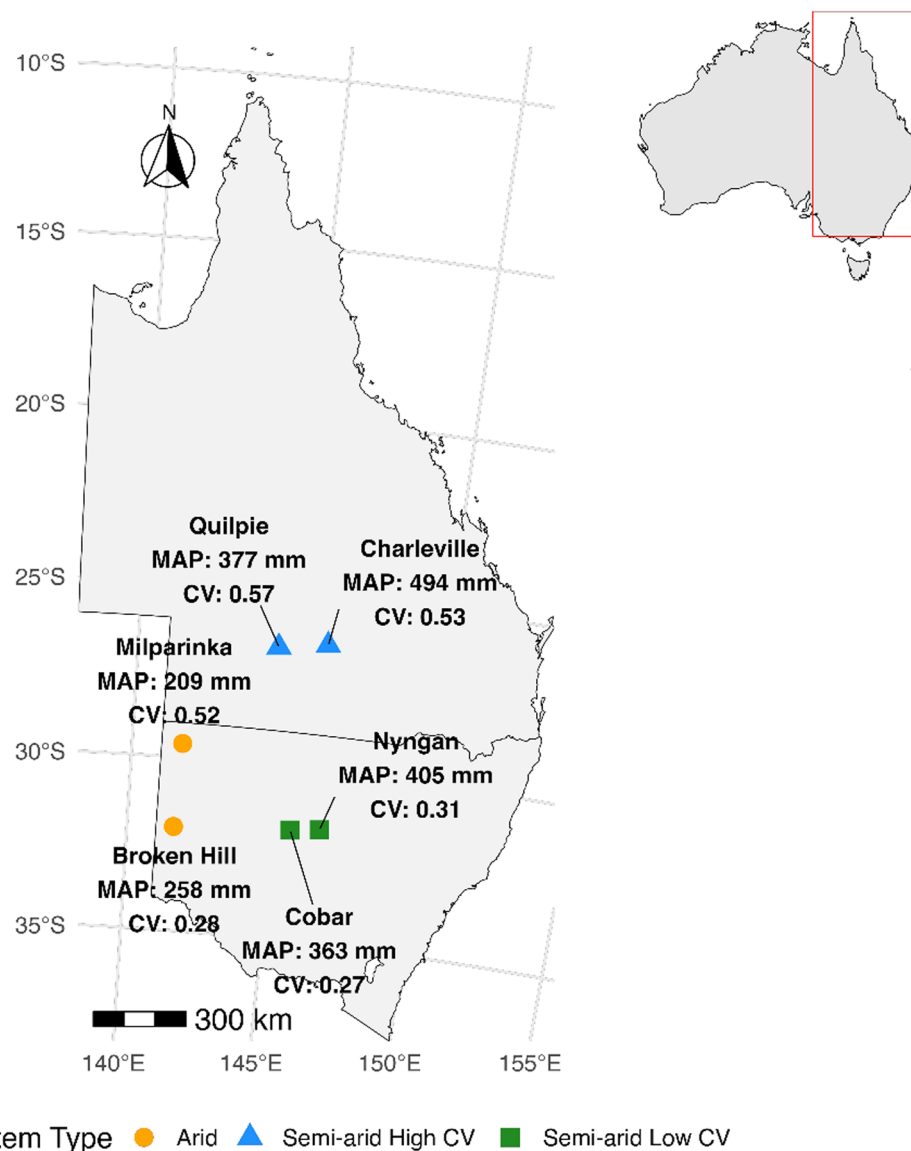 10°S
N
15°S
20°S
Quilpie
MAP: 377 mm
CV: 0.57
Charleville
MAP: 494 mm
CV: 0.53
25°S
Milparinka
MAP: 209 mm
CV: 0.52
30°S
Nyngan
MAP: 405 mm
CV: 0.31
Broken Hill
MAP: 258 mm
CV: 0.28
35°S
Cobar
MAP: 363 mm
CV: 0.27
300 km
140°E 145°E 150°E 155°E
Type Arid Semi-arid High CV Semi-arid Low CV